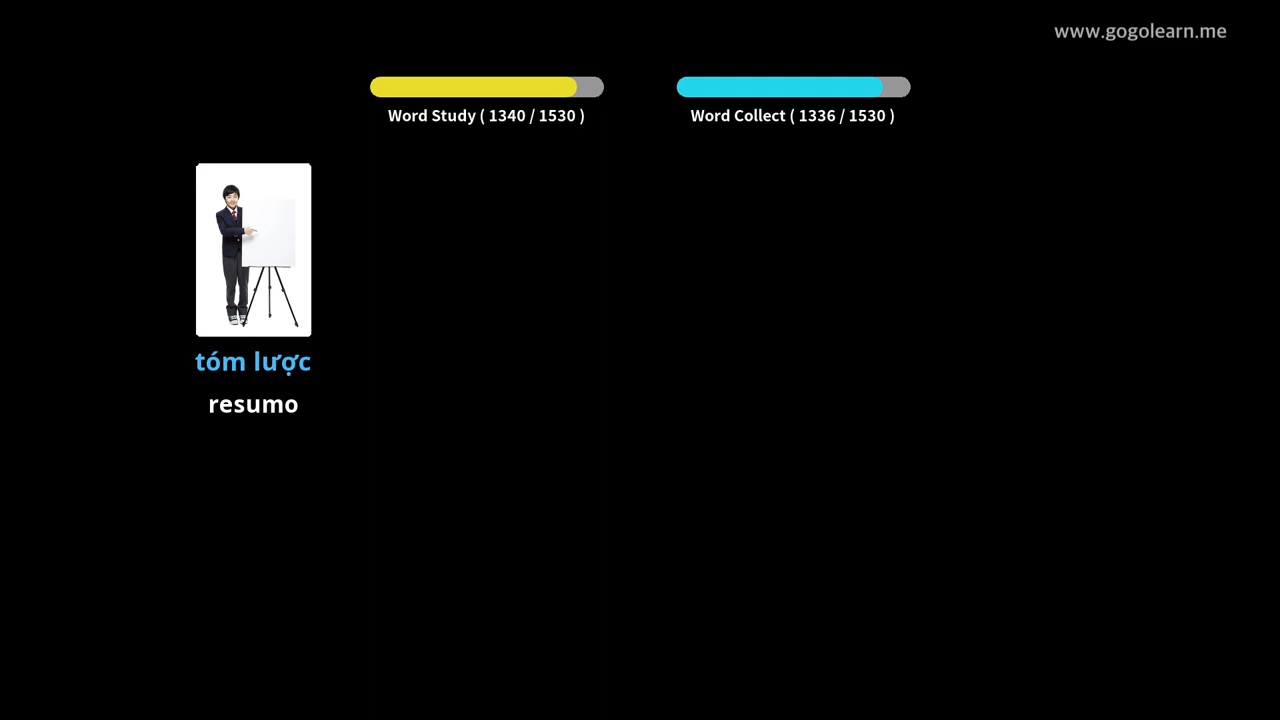 www.gogolearn.me
Word Study ( 1340 / 1530 )
Word Collect ( 1336 / 1530 )
tóm lược
resumo